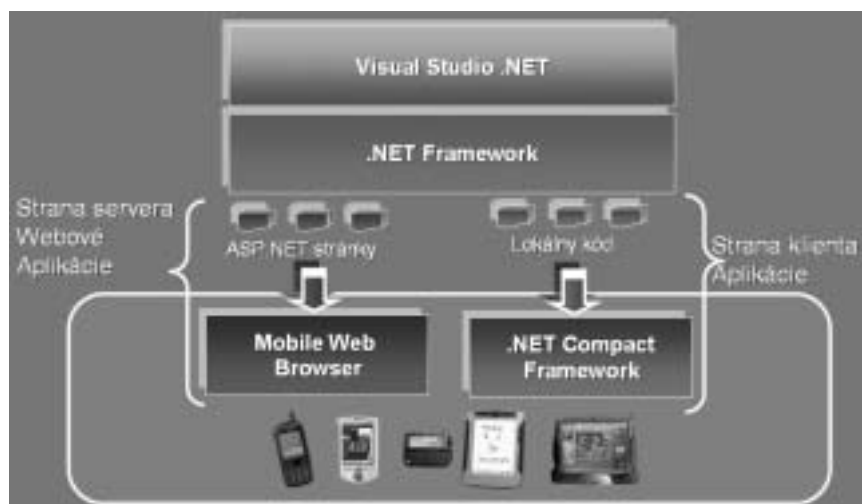 Visual Studio .NET
.NET Framework
Strana servera
Webové
Aplikácie
ASP.NET stránky
Lokálny kód
Strana klienta
Aplikácie
Mobile Web
Browser
.NET Compact
Framework